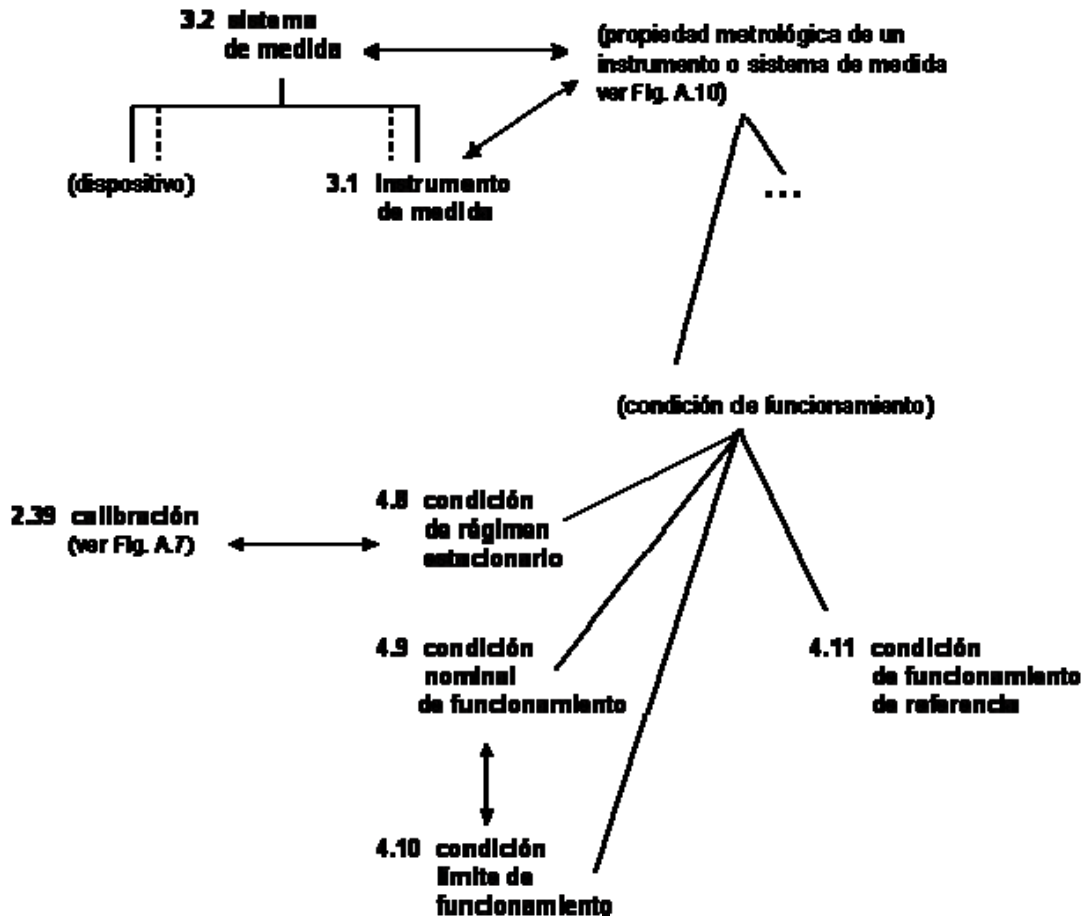 3.2 sistema
de medida
(propiedad metrológica de un
instrumento o sistema de medida
ver Fig. A.10)
(dispositivo)
3.1 instrumento
de medida
...
(condición de funcionamiento)
2.39 calibración
(ver Fig. A.7)
4.8 condición
de régimen
estacionario
4.9 condición
nominal
de funcionamiento
4.11 condición
de funcionamiento
de referencia
4.10 condición
límite de
funcionamiento